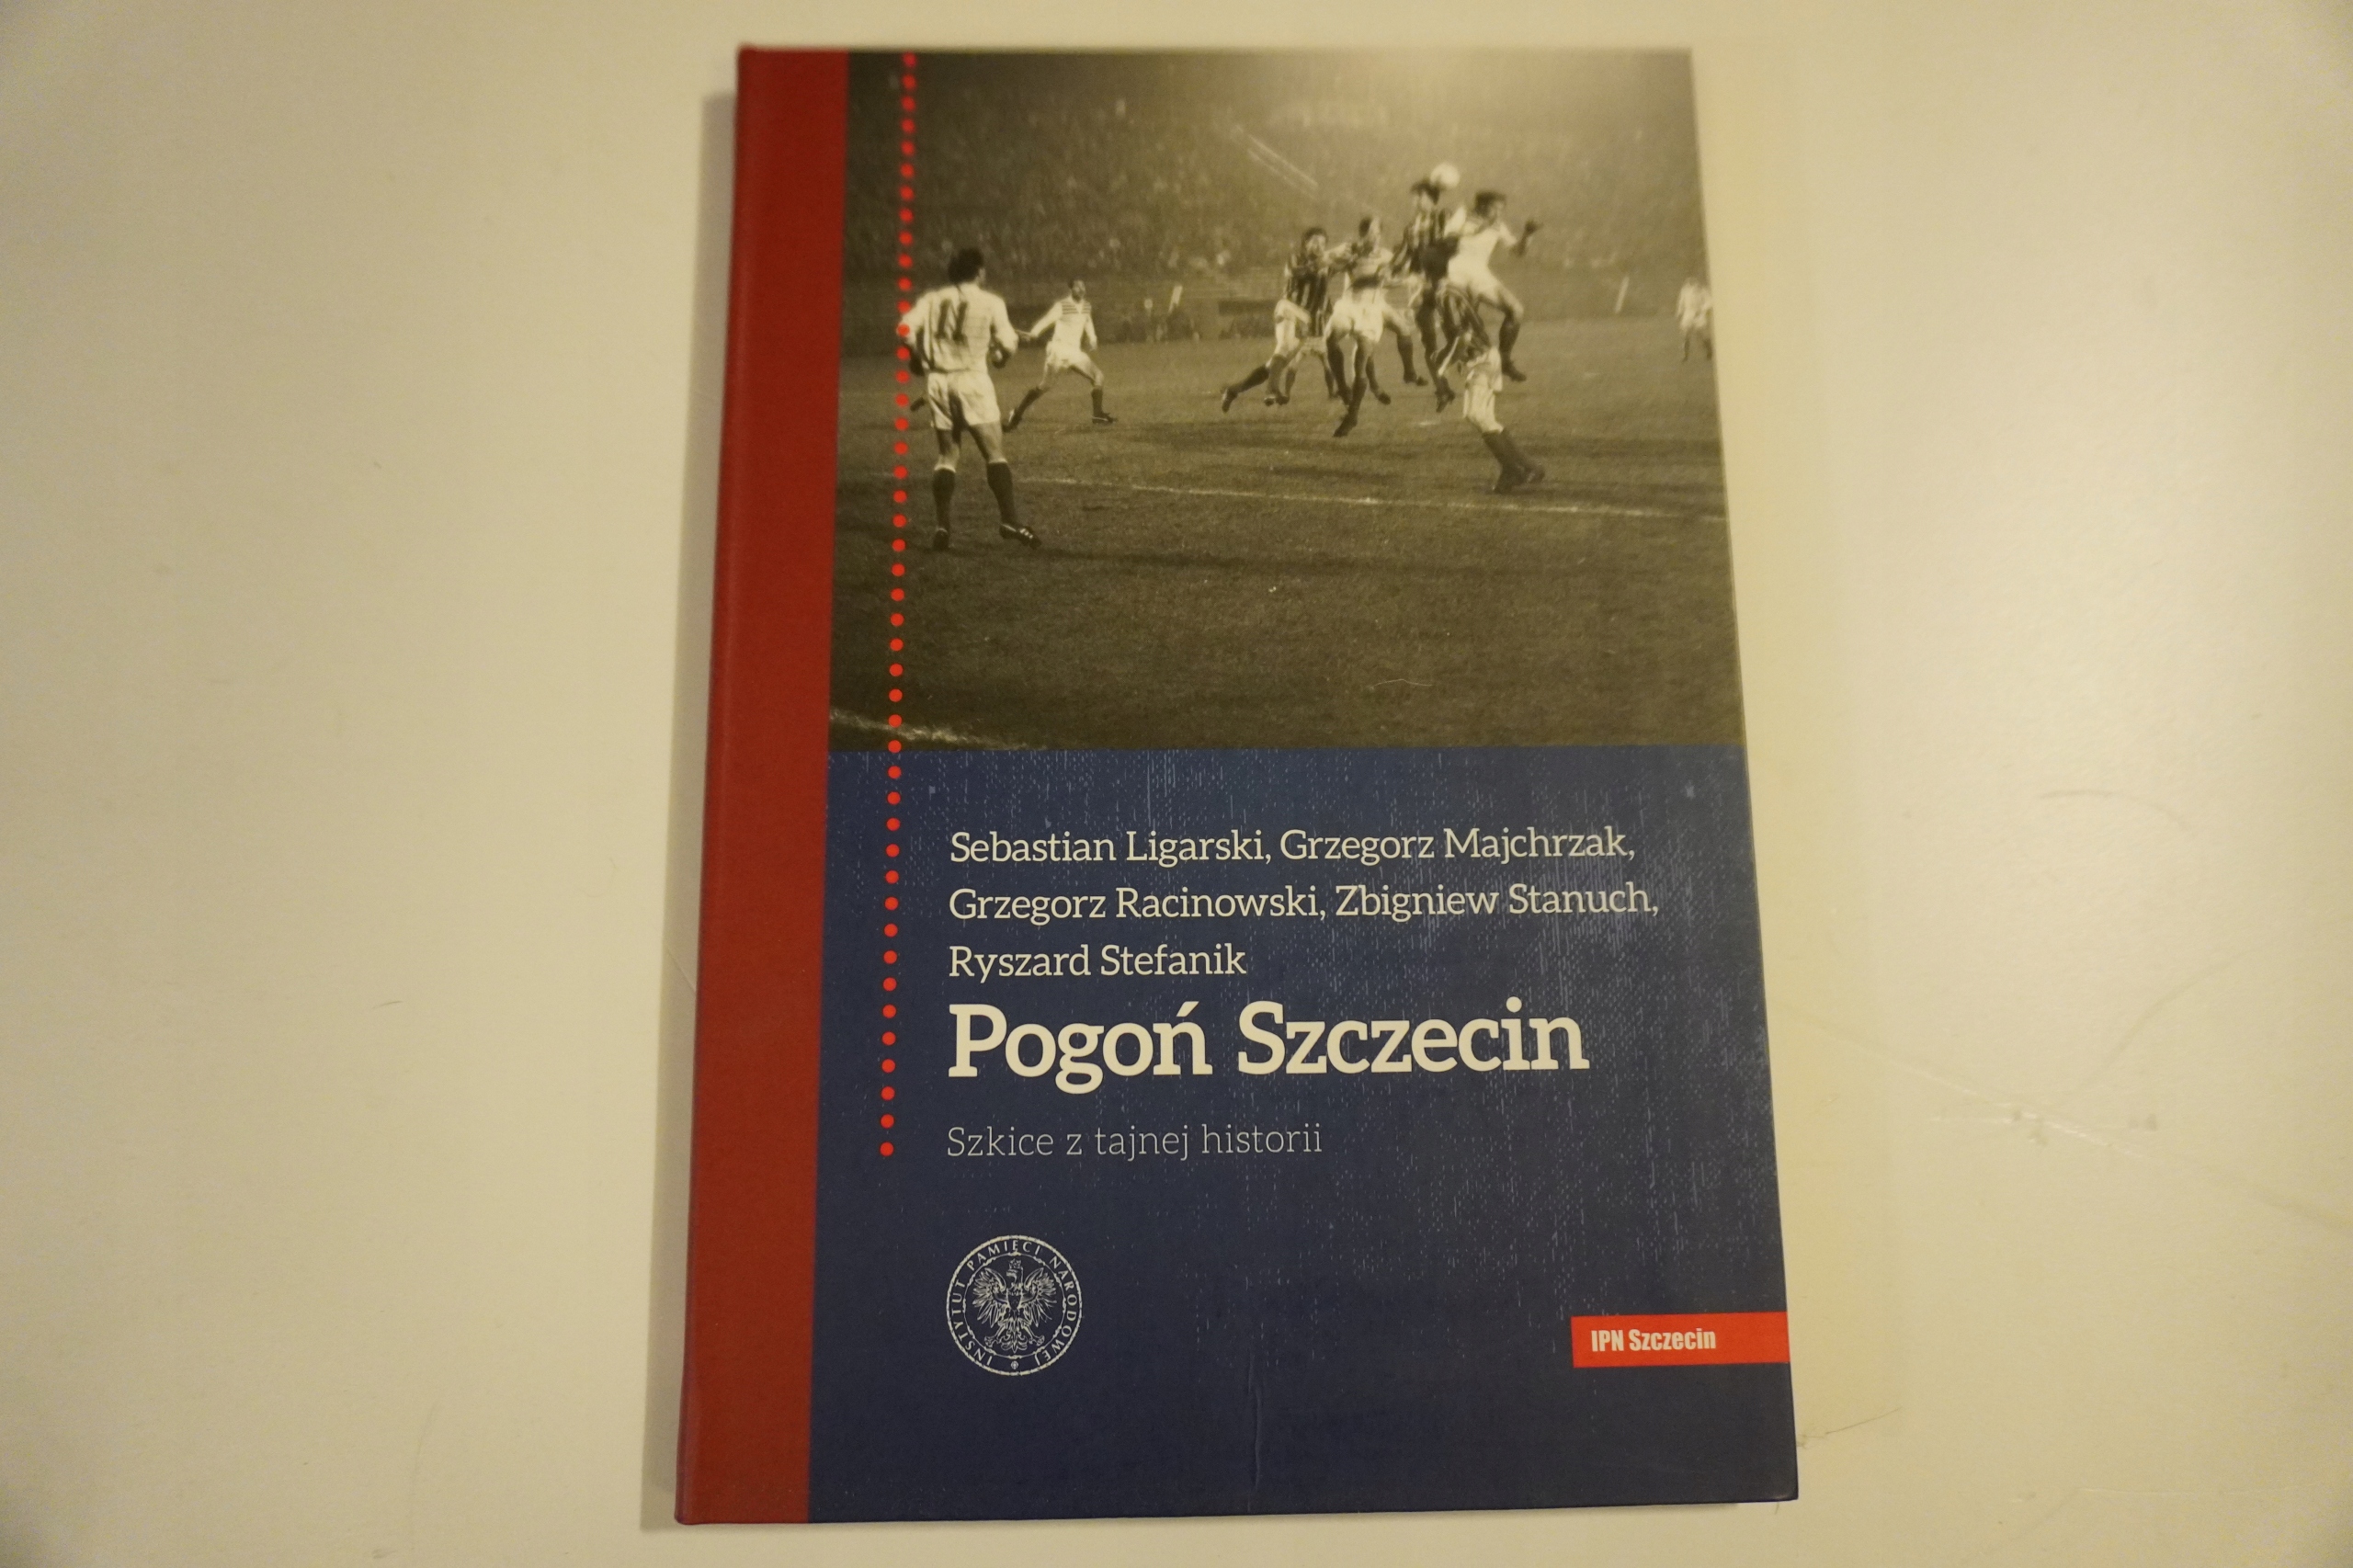 11
Sebastian Ligarski, Grzegorz Majchrzak,
Grzegorz Racinowski, Zbigniew Stanuch,
Ryszard Stefanik
Pogoń Szczecin
Szkice z tajnej historii
INSTYTUT PAMIĘCI NARODOWEJ
IPN Szczecin